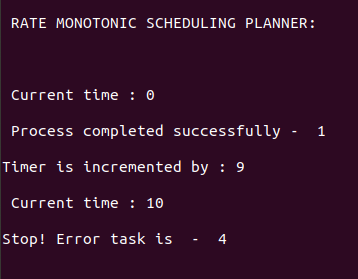 RATE MONOTONIC SCHEDULING PLANNER:
Current time : 0
Process completed successfully -  1
Timer is incremented by : 9
Current time : 10
Stop! Error task is  -  4